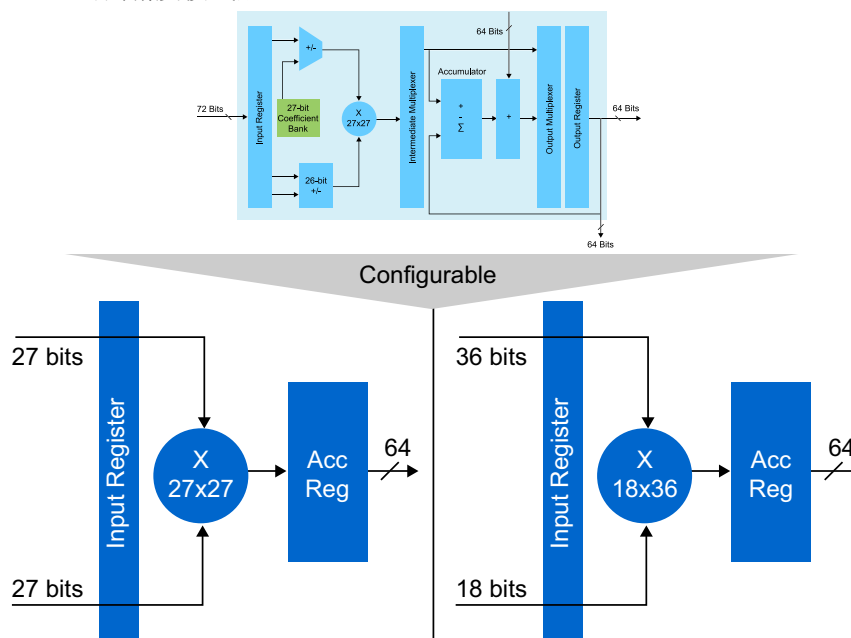 64 Bits
72 Bits
Input Register
+/-
27-bit
Coefficient
Bank
26-bit
+/-
X
27x27
Intermediate Multiplexer
Accumulator
+
-
Σ
+
Output Multiplexer
Output Register
64 Bits
64 Bits
Configurable
27 bits
27 bits
Input Register
X
27x27
Acc
Reg
64
36 bits
18 bits
Input Register
X
18x36
Acc
Reg
64